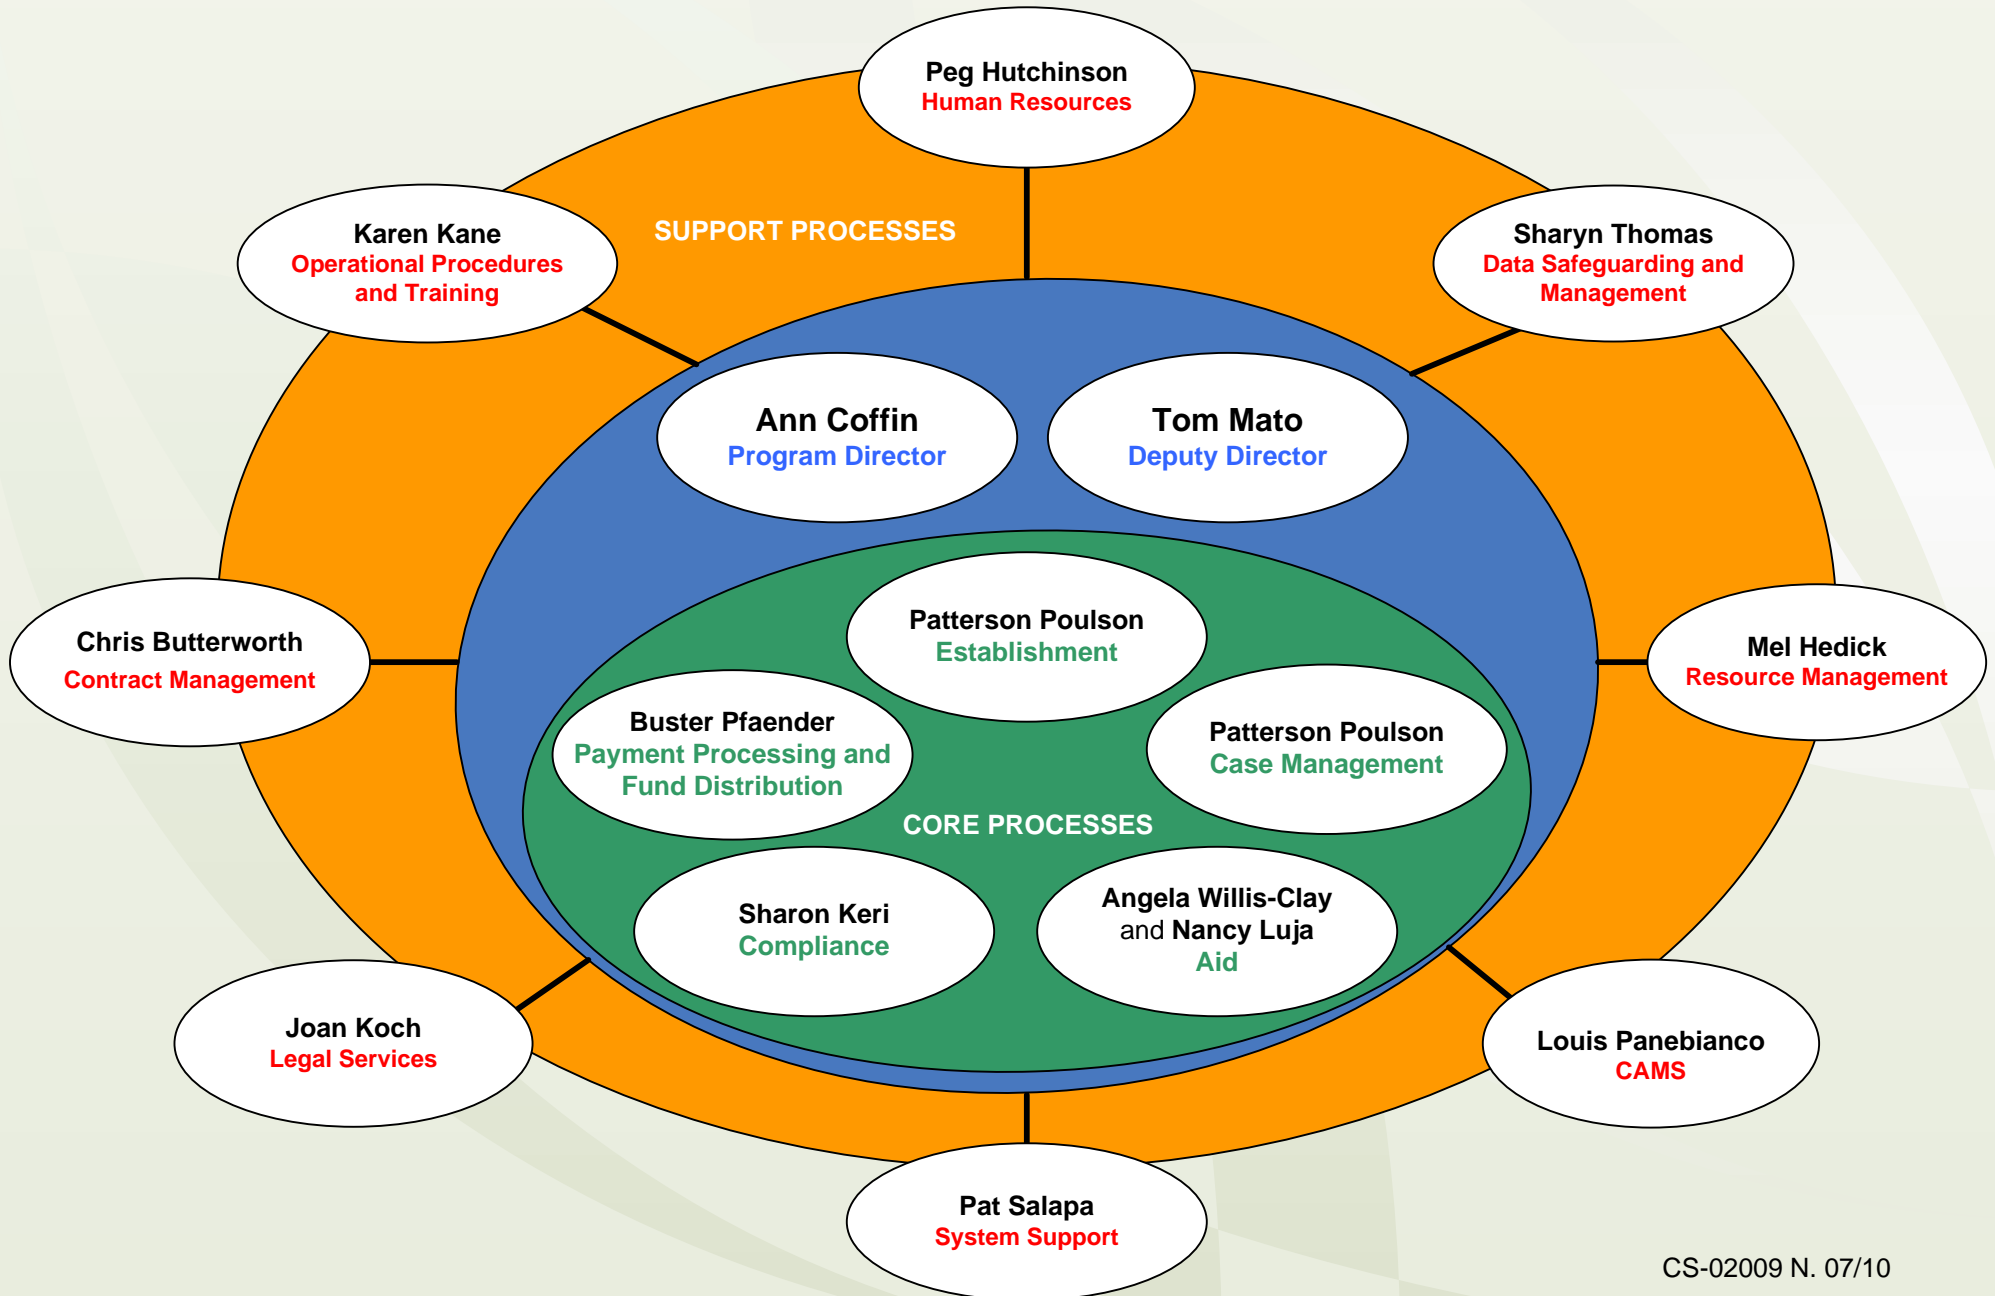 Peg Hutchinson
Human Resources
Karen Kane
Operational Procedures
and Training
SUPPORT PROCESSES
Sharyn Thomas
Data Safeguarding and
Management
Ann Coffin
Program Director
Tom Mato
Deputy Director
Chris Butterworth
Contract Management
Patterson Poulson
Establishment
Mel Hedick
Resource Management
Buster Pfaender
Payment Processing and
Fund Distribution
Patterson Poulson
Case Management
CORE PROCESSES
Sharon Keri
Compliance
Angela Willis-Clay
and Nancy Luja
Aid
Joan Koch
Legal Services
Louis Panebianco
CAMS
Pat Salapa
System Support
CS-02009 N. 07/10